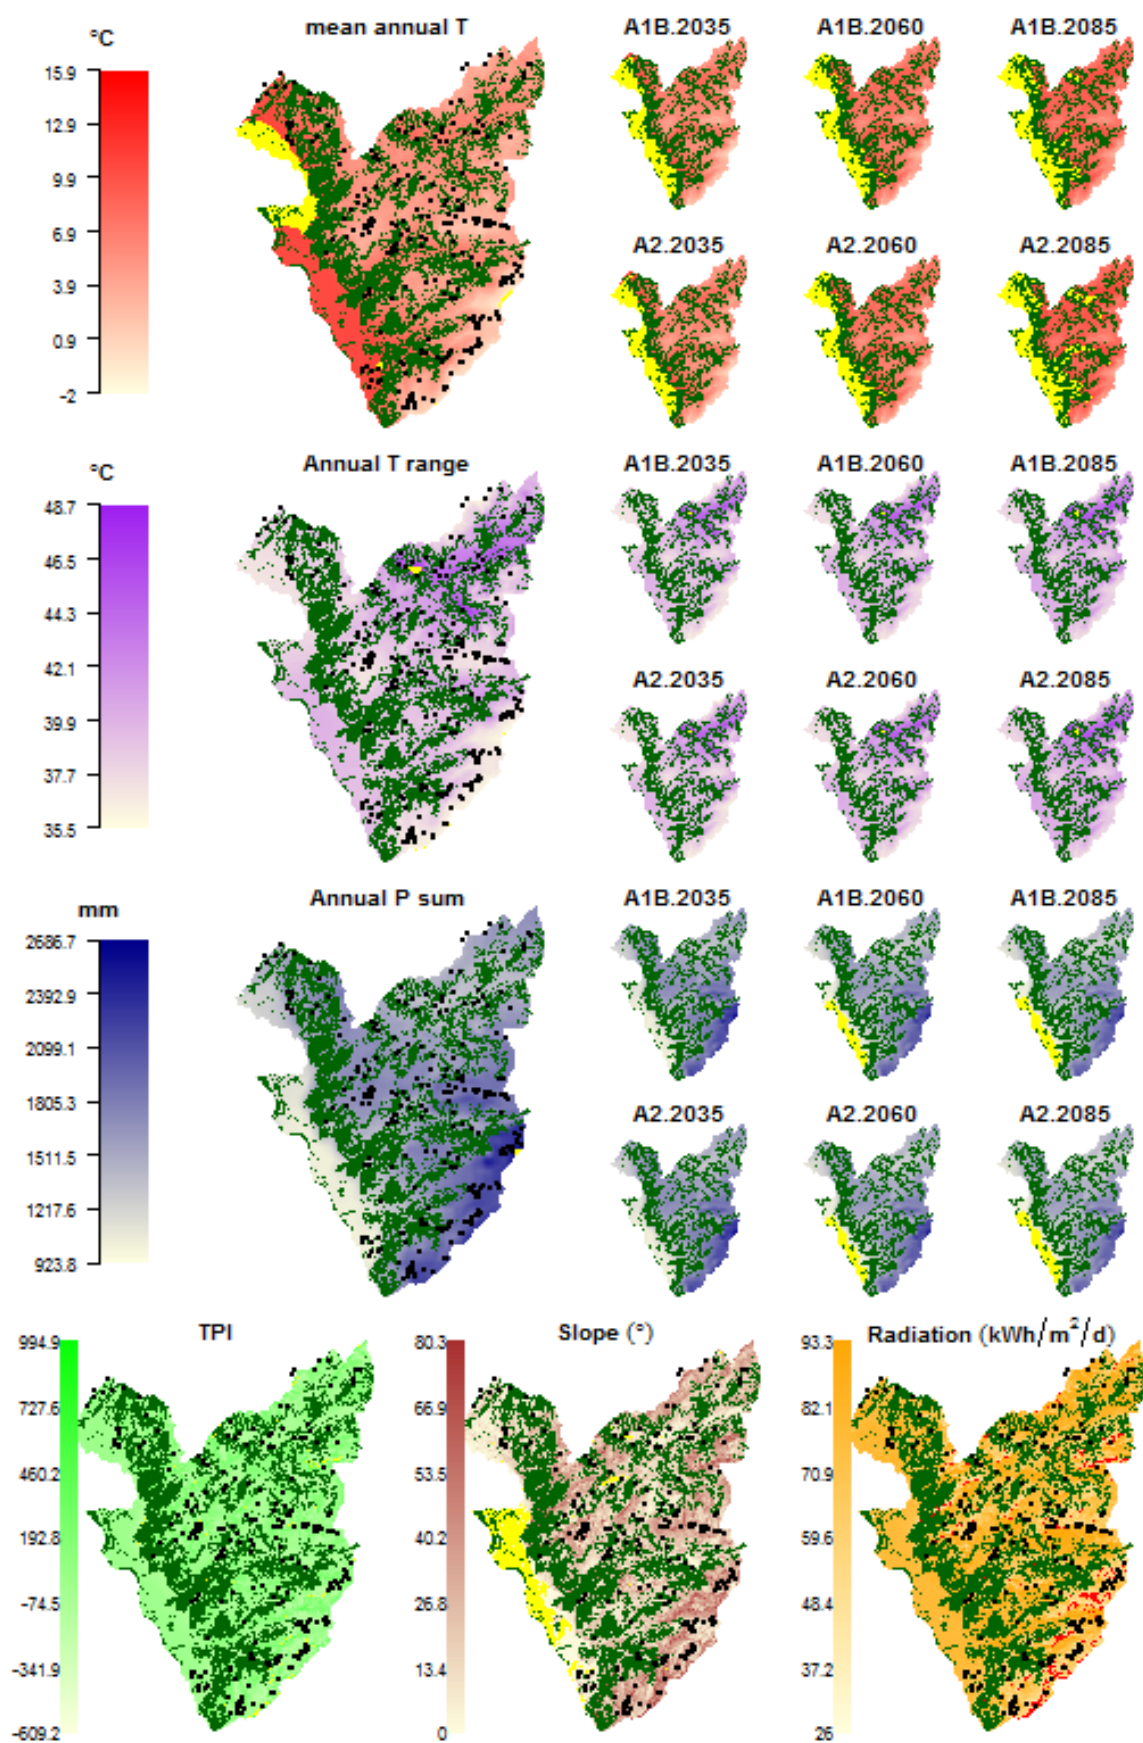 mean annual T
A1B.2035
A1B.2060
A1B.2085
°C
15.9
12.9
9.9
6.9
3.9
0.9
-2
A2.2035
A2.2060
A2.2085
Annual T range
A1B.2035
A1B.2060
A1B.2085
°C
48.7
46.5
44.3
42.1
39.9
37.7
35.5
A2.2035
A2.2060
A2.2085
Annual P sum
A1B.2035
A1B.2060
A1B.2085
mm
2686.7
2392.9
2099.1
1805.3
1511.5
1217.6
923.8
A2.2035
A2.2060
A2.2085
TPI
994.9
727.6
460.2
192.8
-74.5
-341.9
-609.2
Slope (°)
80.3
66.9
53.5
40.2
26.8
13.4
0
Radiation (kWh/m²/d)
93.3
82.1
70.9
59.6
48.4
37.2
26